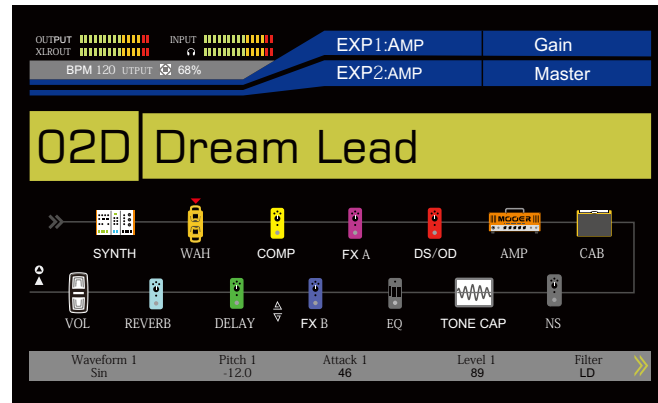 OUTPUT INPUT EXP1:AMP Gain
XLROUT
BPM 120 UTPUT 68% EXP2:AMP Master
02D Dream Lead
MOOER
SYNTH WAH COMP FX A DS/OD AMP CAB
VOL REVERB DELAY FX B EQ TONE CAP NS
Waveform 1 Pitch 1 Attack 1 Level 1 Filter
Sin -12.0 46 89 LD